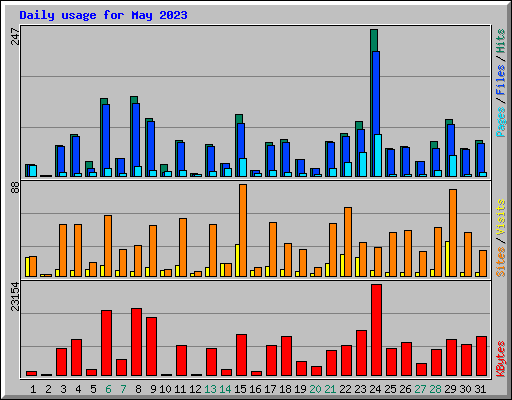 Daily usage for May 2023
247
Pages / Files / Hits
88
Sites / Visits
23154
KBytes
1 2 3 4 5 6 7 8 9 10 11 12 13 14 15 16 17 18 19 20 21 22 23 24 25 26 27 28 29 30 31